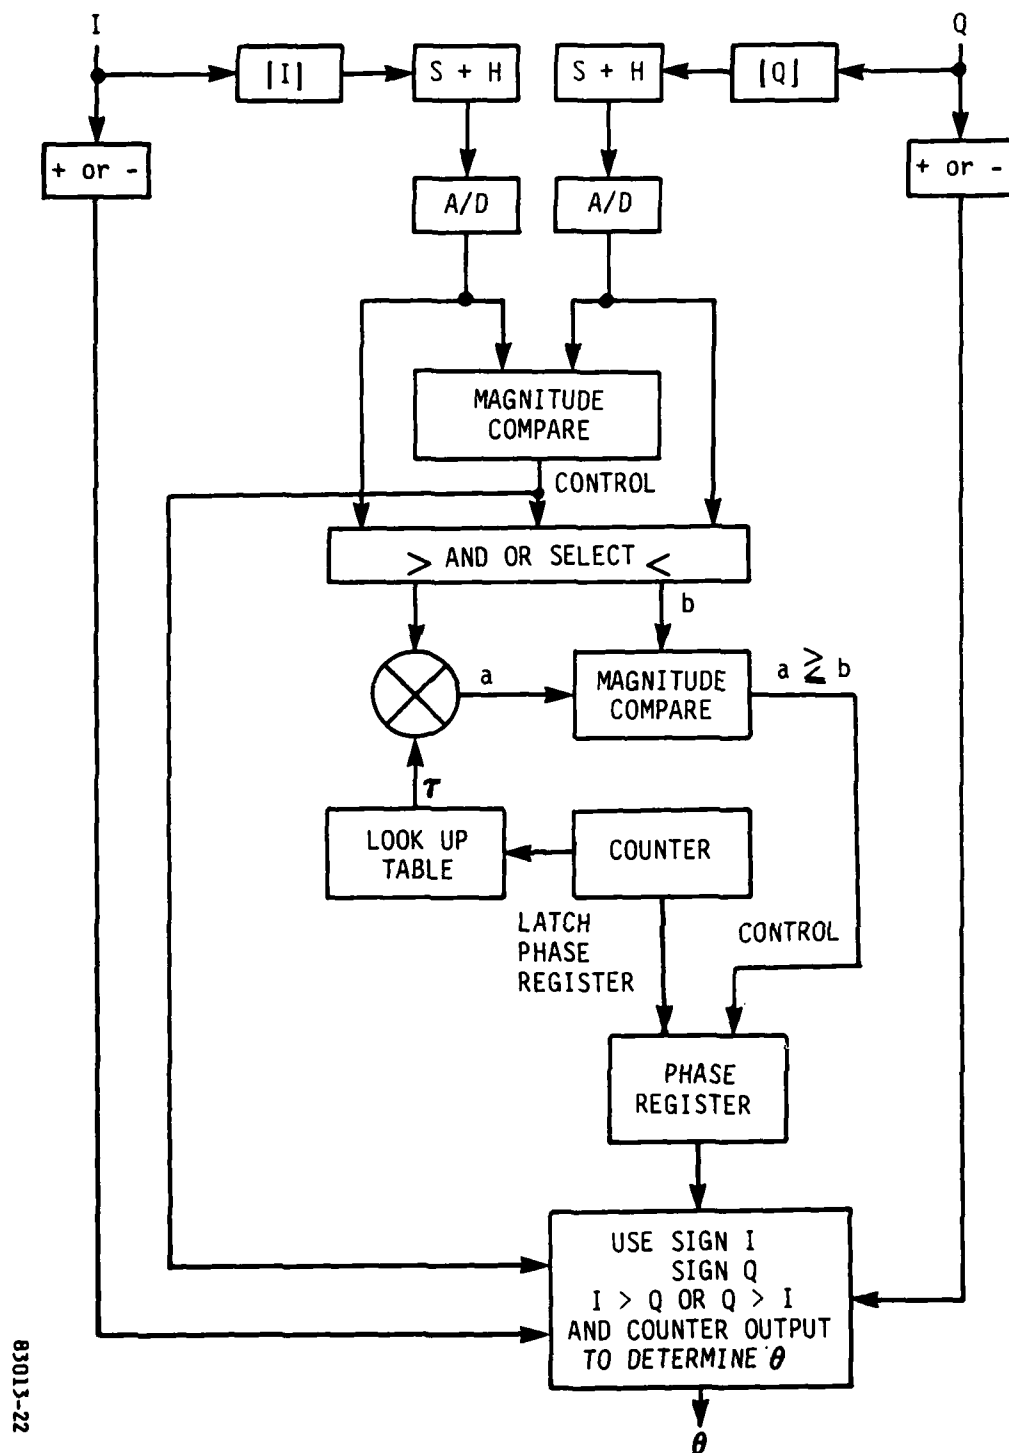 I
Q
|I|
S + H
S + H
|Q|
+ or -
+ or -
A/D
A/D
MAGNITUDE
COMPARE
CONTROL
> AND OR SELECT <
b
a
MAGNITUDE
COMPARE
a ≷ b
τ
LOOK UP
TABLE
COUNTER
LATCH
PHASE
REGISTER
CONTROL
PHASE
REGISTER
USE SIGN I
SIGN Q
I > Q OR Q > I
AND COUNTER OUTPUT
TO DETERMINE θ
θ
83013-22